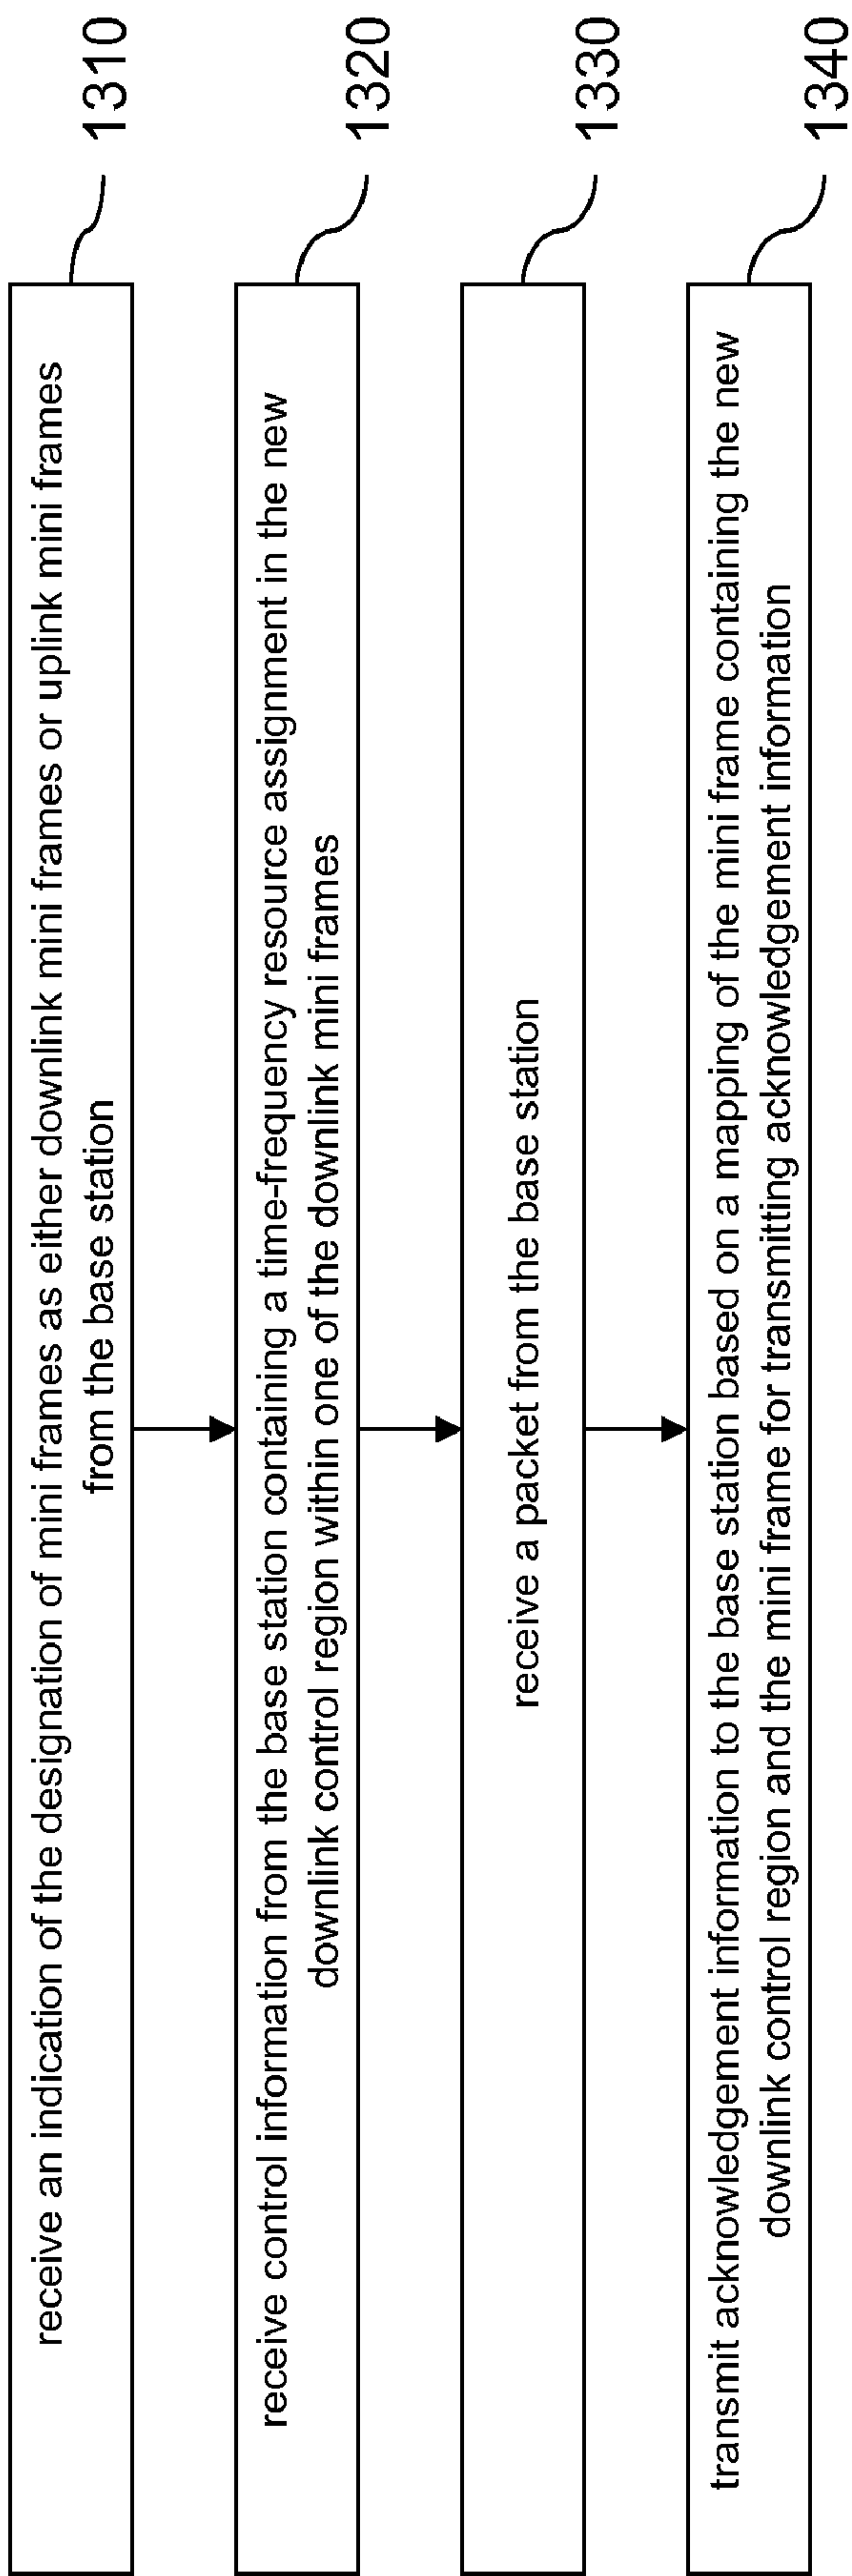 receive an indication of the designation of mini frames as either downlink mini frames or uplink mini frames
from the base station
1310
receive control information from the base station containing a time-frequency resource assignment in the new
downlink control region within one of the downlink mini frames
1320
receive a packet from the base station
1330
transmit acknowledgement information to the base station based on a mapping of the mini frame containing the new
downlink control region and the mini frame for transmitting acknowledgement information
1340